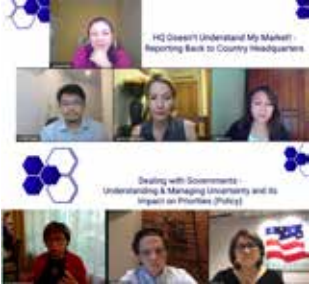 HQ Doesn't Understand My Market! -
Reporting Back to Country Headquarters
Dealing with Governments -
Understanding & Managing Uncertainty and its
Impact on Priorities (Policy)